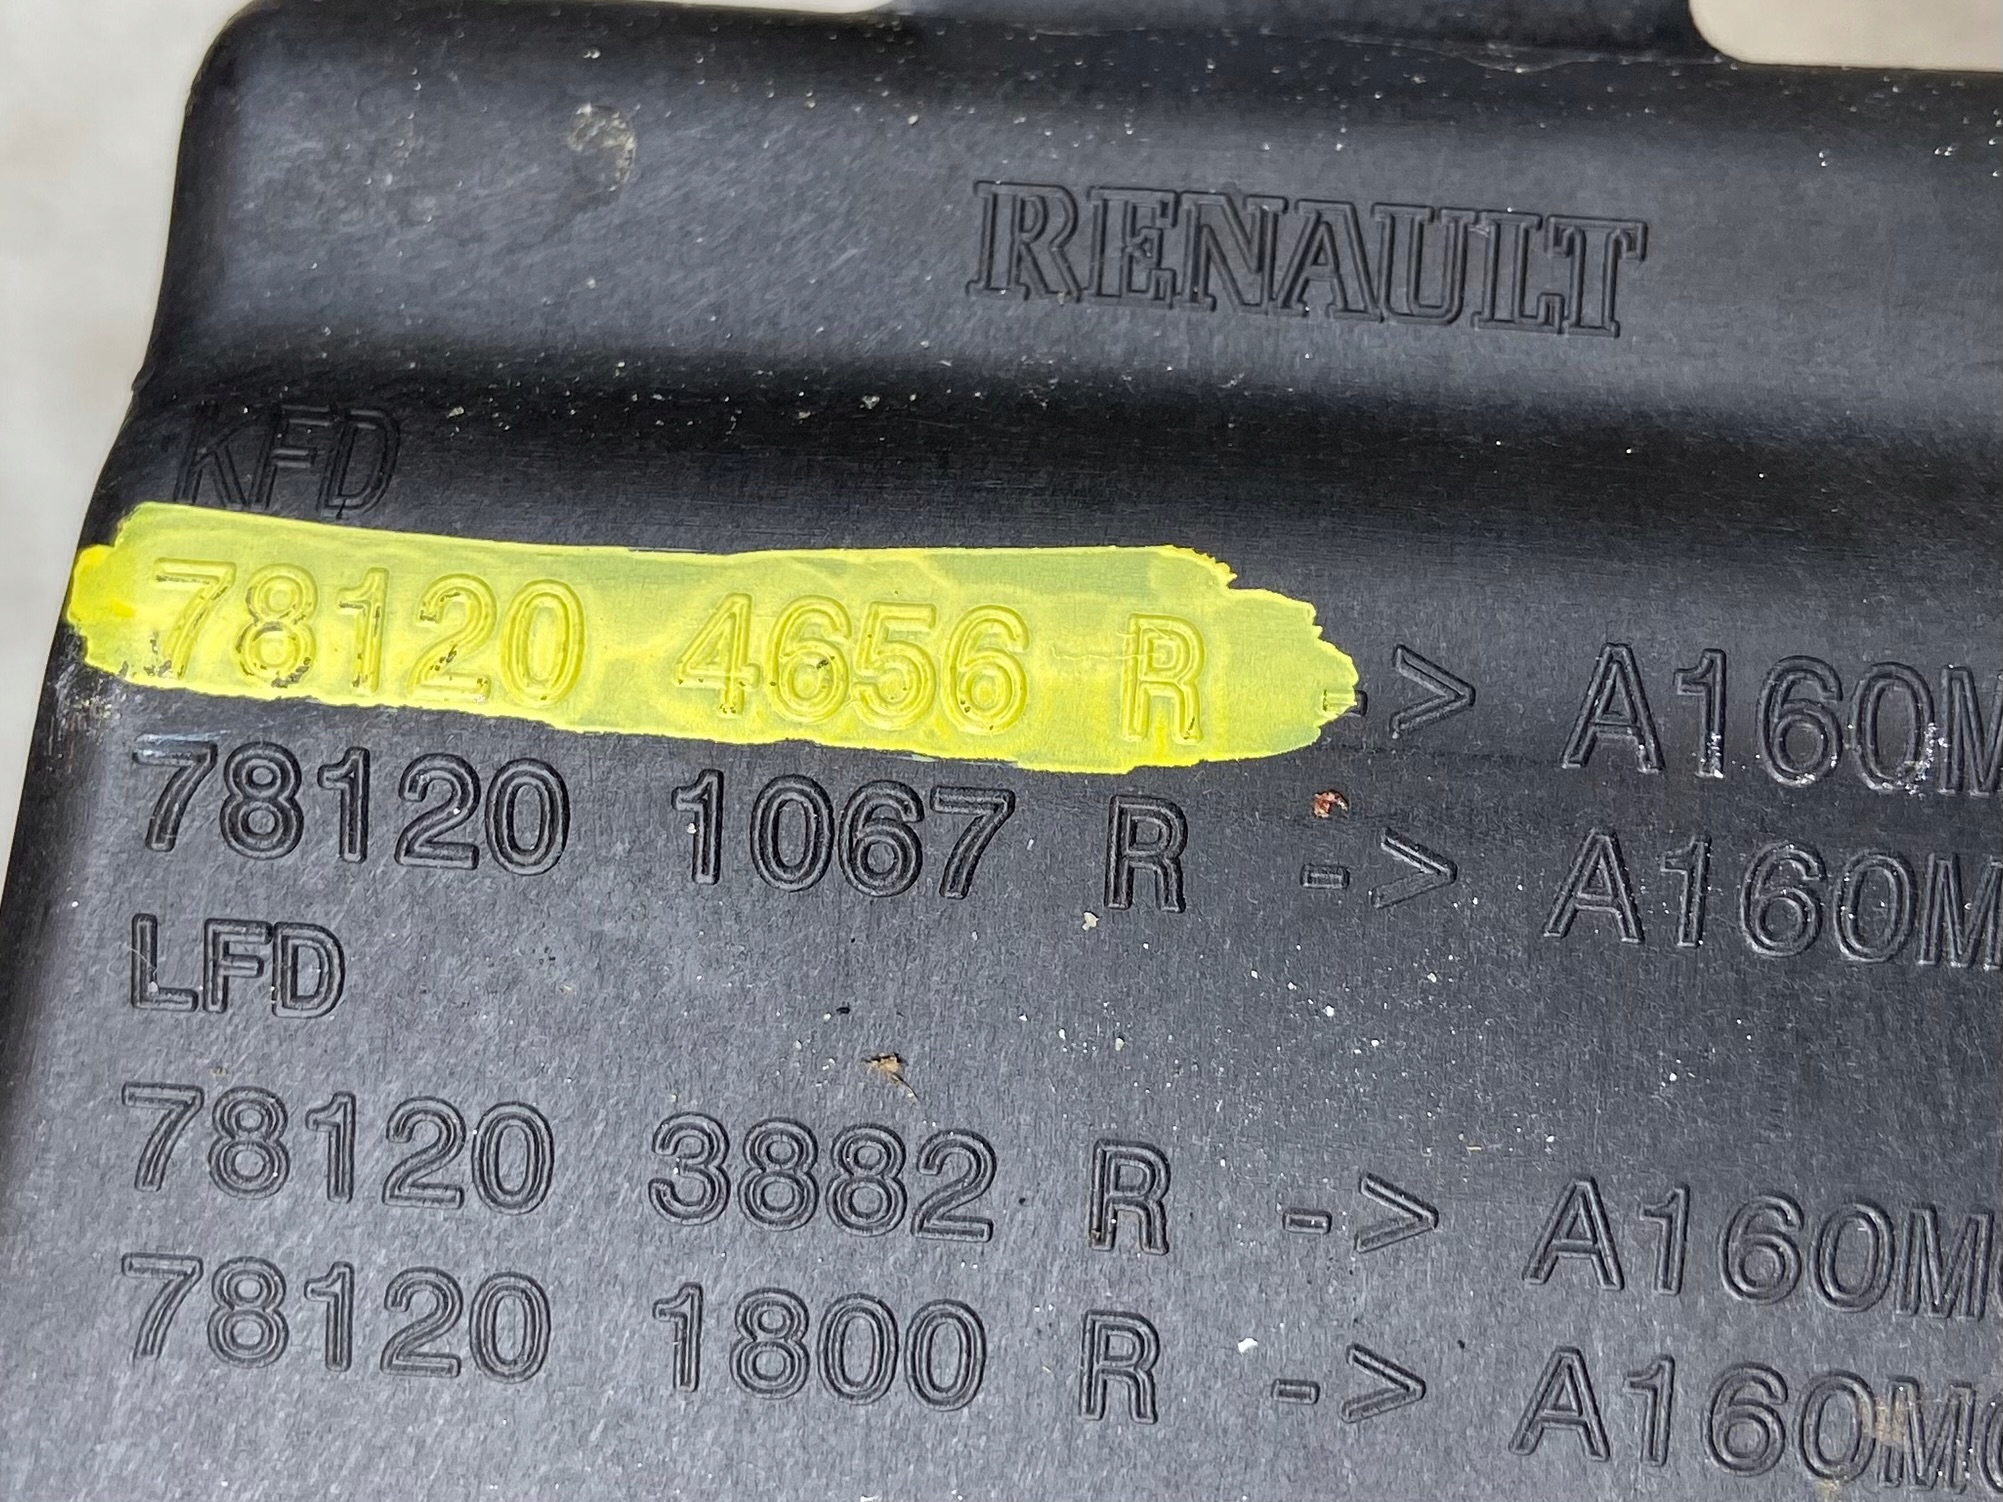 RENAULT
KFD
78120 4656 R -> A160M
78120 1067 R -> A160M
LFD
78120 3882 R -> A160M
78120 1800 R -> A160M